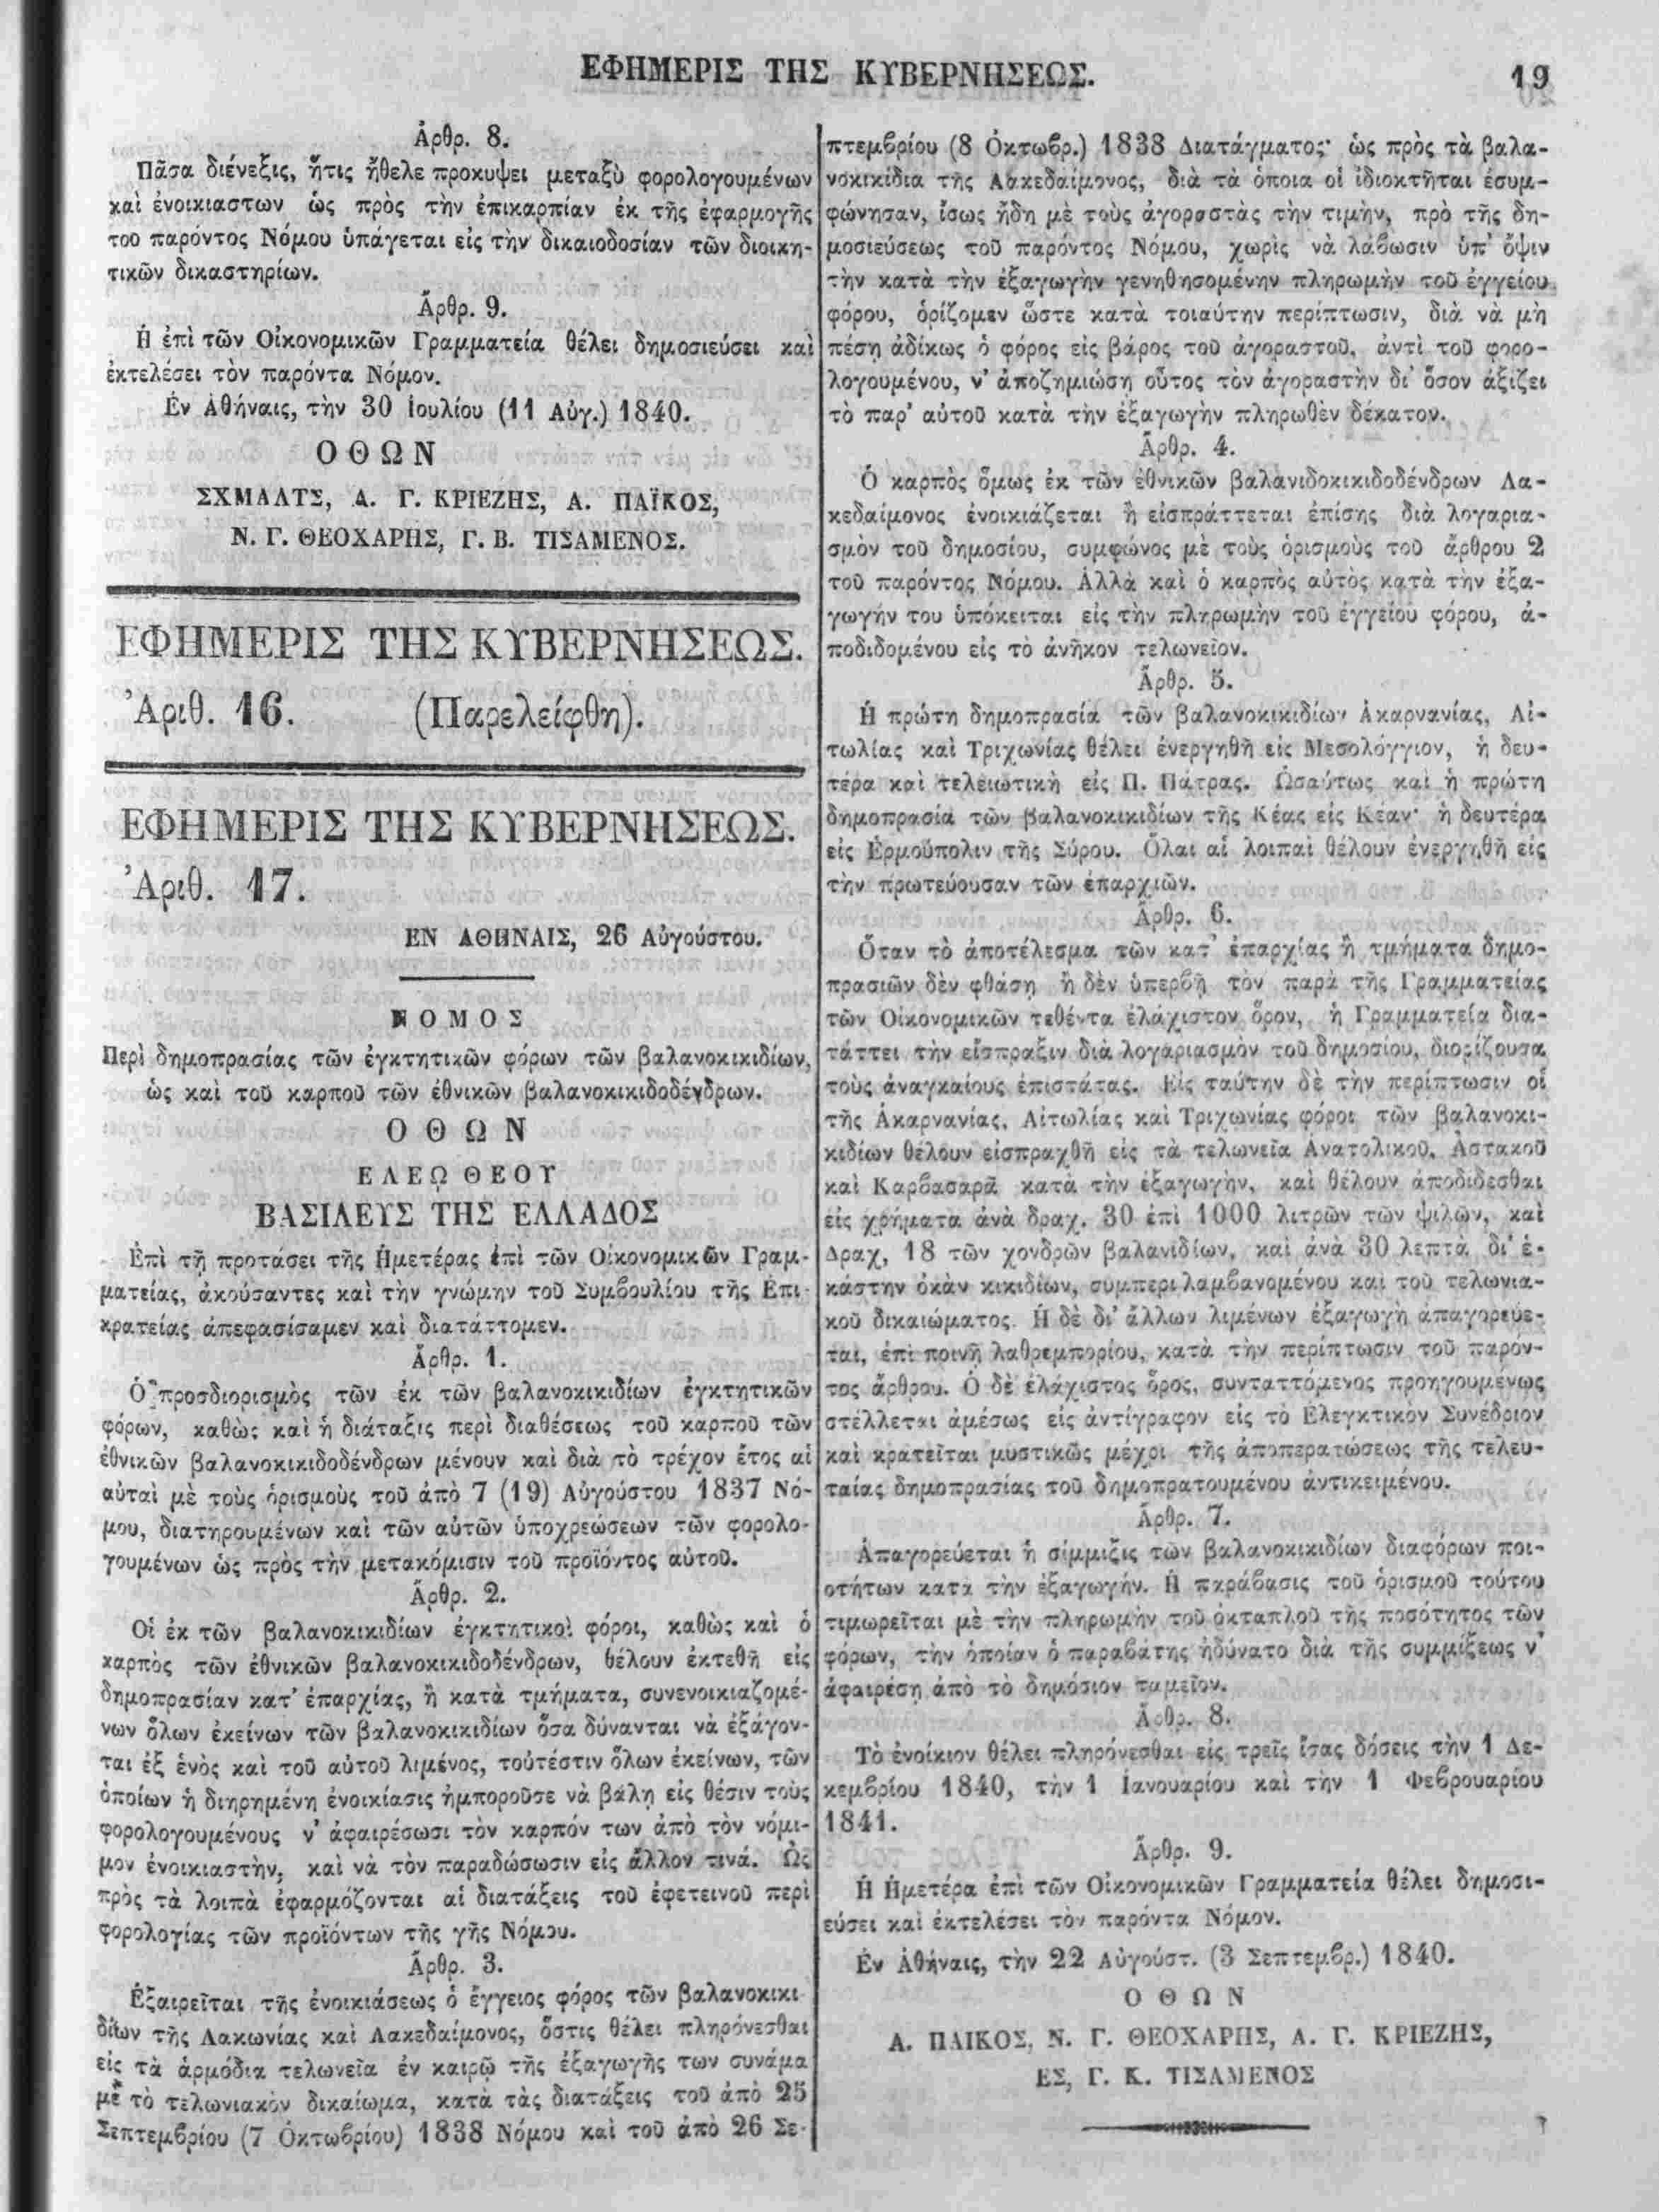 ΕΦΗΜΕΡΙΣ ΤΗΣ ΚΥΒΕΡΝΗΣΕΩΣ.
19
Ἄρθρ. 8.
Πᾶσα διένεξις, ἥτις ἤθελε προκυψει μεταξὺ φορολογουμένων
καὶ ἐνοικιαστων ὡς πρὸς τὴν ἐπικαρπίαν ἐκ τῆς ἐφαρμογῆς
τοῦ παρόντος Νόμου ὑπάγεται εἰς τὴν δικαιοδοσίαν τῶν διοικη-
τικῶν δικαστηρίων.
Ἄρθρ. 9.
Ἡ ἐπὶ τῶν Οἰκονομικῶν Γραμματεία θέλει δημοσιεύσει καὶ
ἐκτελέσει τὸν παρόντα Νόμον.
Ἐν Ἀθήναις, τὴν 30 Ἰουλίου (11 Αὐγ.) 1840.
ΟΘΩΝ
ΣΧΜΑΛΤΣ, Α. Γ. ΚΡΙΕΖΗΣ, Α. ΠΑΪΚΟΣ,
Ν. Γ. ΘΕΟΧΑΡΗΣ, Γ. Β. ΤΙΣΑΜΕΝΟΣ.
ΕΦΗΜΕΡΙΣ ΤΗΣ ΚΥΒΕΡΝΗΣΕΩΣ.
Ἀριθ. 16. (Παρελείφθη).
ΕΦΗΜΕΡΙΣ ΤΗΣ ΚΥΒΕΡΝΗΣΕΩΣ.
Ἀριθ. 17.
ΕΝ ΑΘΗΝΑΙΣ, 26 Αὐγούστου.
ΝΟΜΟΣ
Περὶ δημοπρασίας τῶν ἐγκτητικῶν φόρων τῶν βαλανοκικιδίων,
ὡς καὶ τοῦ καρποῦ τῶν ἐθνικῶν βαλανοκικιδοδένδρων.
ΟΘΩΝ
ΕΛΕῼ ΘΕΟΥ
ΒΑΣΙΛΕΥΣ ΤΗΣ ΕΛΛΑΔΟΣ
Ἐπὶ τῇ προτάσει τῆς Ἡμετέρας ἐπὶ τῶν Οἰκονομικῶν Γραμ-
ματείας, ἀκούσαντες καὶ τὴν γνώμην τοῦ Συμβουλίου τῆς Ἐπι-
κρατείας ἀπεφασίσαμεν καὶ διατάττομεν.
Ἄρθρ. 1.
Ὁ προσδιορισμὸς τῶν ἐκ τῶν βαλανοκικιδίων ἐγκτητικῶν
φόρων, καθὼς καὶ ἡ διάταξις περὶ διαθέσεως τοῦ καρποῦ τῶν
ἐθνικῶν βαλανοκικιδοδένδρων μένουν καὶ διὰ τὸ τρέχον ἔτος αἱ
αὐταὶ μὲ τοὺς ὁρισμοὺς τοῦ ἀπὸ 7 (19) Αὐγούστου 1837 Νό-
μου, διατηρουμένων καὶ τῶν αὐτῶν ὑποχρεώσεων τῶν φορολο-
γουμένων ὡς πρὸς τὴν μετακόμισιν τοῦ προϊόντος αὐτοῦ.
Ἄρθρ. 2.
Οἱ ἐκ τῶν βαλανοκικιδίων ἐγκτητικοὶ φόροι, καθὼς καὶ ὁ
καρπὸς τῶν ἐθνικῶν βαλανοκικιδοδένδρων, θέλουν ἐκτεθῆ εἰς
δημοπρασίαν κατ' ἐπαρχίας, ἢ κατὰ τμήματα, συνενοικιαζομέ-
νων ὅλων ἐκείνων τῶν βαλανοκικιδίων ὅσα δύνανται νὰ ἐξάγον-
ται ἐξ ἑνὸς καὶ τοῦ αὐτοῦ λιμένος, τοὐτέστιν ὅλων ἐκείνων, τῶν
ὁποίων ἡ διηρημένη ἐνοικίασις ἠμποροῦσε νὰ βάλῃ εἰς θέσιν τοὺς
φορολογουμένους ν' ἀφαιρέσωσι τὸν καρπόν των ἀπὸ τὸν νόμι-
μον ἐνοικιαστὴν, καὶ νὰ τὸν παραδώσωσιν εἰς ἄλλον τινά. Ὡς
πρὸς τὰ λοιπὰ ἐφαρμόζονται αἱ διατάξεις τοῦ ἐφετεινοῦ περὶ
φορολογίας τῶν προϊόντων τῆς γῆς Νόμου.
Ἄρθρ. 3.
Ἐξαιρεῖται τῆς ἐνοικιάσεως ὁ ἔγγειος φόρος τῶν βαλανοκικι
δίων τῆς Λακωνίας καὶ Λακεδαίμονος, ὅστις θέλει πληρόνεσθαι
εἰς τὰ ἁρμόδια τελωνεῖα ἐν καιρῷ τῆς ἐξαγωγῆς των συνάμα
μὲ τὸ τελωνιακὸν δικαίωμα, κατὰ τὰς διατάξεις τοῦ ἀπὸ 25
Σεπτεμβρίου (7 Ὀκτωβρίου) 1838 Νόμου καὶ τοῦ ἀπὸ 26 Σε-
πτεμβρίου (8 Ὀκτωβρ.) 1838 Διατάγματος· ὡς πρὸς τὰ βαλα-
νοκικίδια τῆς Λακεδαίμονος, διὰ τὰ ὁποῖα οἱ ἰδιοκτῆται ἐσυμ-
φώνησαν, ἴσως ἤδη μὲ τοὺς ἀγοραστὰς τὴν τιμὴν, πρὸ τῆς δη-
μοσιεύσεως τοῦ παρόντος Νόμου, χωρὶς νὰ λάβωσιν ὑπ' ὄψιν
τὴν κατὰ τὴν ἐξαγωγὴν γενηθησομένην πληρωμὴν τοῦ ἐγγείου
φόρου, ὁρίζομεν ὥστε κατὰ τοιαύτην περίπτωσιν, διὰ νὰ μὴ
πέσῃ ἀδίκως ὁ φόρος εἰς βάρος τοῦ ἀγοραστοῦ, ἀντὶ τοῦ φορο-
λογουμένου, ν' ἀποζημιώσῃ οὗτος τὸν ἀγοραστὴν δι' ὅσον ἀξίζει
τὸ παρ' αὐτοῦ κατὰ τὴν ἐξαγωγὴν πληρωθὲν δέκατον.
Ἄρθρ. 4.
Ὁ καρπὸς ὅμως ἐκ τῶν ἐθνικῶν βαλανιδοκικιδοδένδρων Λα-
κεδαίμονος ἐνοικιάζεται ἢ εἰσπράττεται ἐπίσης διὰ λογαρια-
σμὸν τοῦ δημοσίου, συμφώνως μὲ τοὺς ὁρισμοὺς τοῦ ἄρθρου 2
τοῦ παρόντος Νόμου. Ἀλλὰ καὶ ὁ καρπὸς αὐτὸς κατὰ τὴν ἐξα-
γωγήν του ὑπόκειται εἰς τὴν πληρωμὴν τοῦ ἐγγείου φόρου, ἀ-
ποδιδομένου εἰς τὸ ἀνῆκον τελωνεῖον.
Ἄρθρ. 5.
Ἡ πρώτη δημοπρασία τῶν βαλανοκικιδίων Ἀκαρνανίας, Αἰ-
τωλίας καὶ Τριχωνίας θέλει ἐνεργηθῆ εἰς Μεσολόγγιον, ἡ δευ-
τέρα καὶ τελειωτικὴ εἰς Π. Πάτρας. Ὡσαύτως καὶ ἡ πρώτη
δημοπρασία τῶν βαλανοκικιδίων τῆς Κέας εἰς Κέαν· ἡ δευτέρα
εἰς Ἑρμούπολιν τῆς Σύρου. Ὅλαι αἱ λοιπαὶ θέλουν ἐνεργηθῆ εἰς
τὴν πρωτεύουσαν τῶν ἐπαρχιῶν.
Ἄρθρ. 6.
Ὅταν τὸ ἀποτέλεσμα τῶν κατ' ἐπαρχίας ἢ τμήματα δημο-
πρασιῶν δὲν φθάσῃ ἢ δὲν ὑπερβῇ τὸν παρὰ τῆς Γραμματείας
τῶν Οἰκονομικῶν τεθέντα ἐλάχιστον ὅρον, ἡ Γραμματεία δια-
τάττει τὴν εἴσπραξιν διὰ λογαριασμὸν τοῦ δημοσίου, διορίζουσα
τοὺς ἀναγκαίους ἐπιστάτας. Εἰς ταύτην δὲ τὴν περίπτωσιν οἱ
τῆς Ἀκαρνανίας, Αἰτωλίας καὶ Τριχωνίας φόροι τῶν βαλανοκι-
κιδίων θέλουν εἰσπραχθῆ εἰς τὰ τελωνεῖα Ἀνατολικοῦ, Ἀστακοῦ
καὶ Καρβασαρᾶ κατὰ τὴν ἐξαγωγὴν, καὶ θέλουν ἀποδίδεσθαι
εἰς χρήματα ἀνὰ δραχ. 30 ἐπὶ 1000 λιτρῶν τῶν ψιλῶν, καὶ
Δραχ, 18 τῶν χονδρῶν βαλανιδίων, καὶ ἀνὰ 30 λεπτὰ δι' ἑ-
κάστην ὀκὰν κικιδίων, συμπεριλαμβανομένου καὶ τοῦ τελωνια-
κοῦ δικαιώματος. Ἡ δὲ δι' ἄλλων λιμένων ἐξαγωγὴ ἀπαγορεύε-
ται, ἐπὶ ποινῇ λαθρεμπορίου, κατὰ τὴν περίπτωσιν τοῦ παρόν-
τος ἄρθρου. Ὁ δὲ ἐλάχιστος ὅρος, συνταττόμενος προηγουμένως
στέλλεται ἀμέσως εἰς ἀντίγραφον εἰς τὸ Ἐλεγκτικὸν Συνέδριον
καὶ κρατεῖται μυστικῶς μέχρι τῆς ἀποπερατώσεως τῆς τελευ-
ταίας δημοπρασίας τοῦ δημοπρατουμένου ἀντικειμένου.
Ἄρθρ. 7.
Ἀπαγορεύεται ἡ σίμμιξις τῶν βαλανοκικιδίων διαφόρων ποι-
οτήτων κατὰ τὴν ἐξαγωγήν. Ἡ παράβασις τοῦ ὁρισμοῦ τούτου
τιμωρεῖται μὲ τὴν πληρωμὴν τοῦ ὀκταπλοῦ τῆς ποσότητος τῶν
φόρων, τὴν ὁποίαν ὁ παραβάτης ἠδύνατο διὰ τῆς συμμίξεως ν'
ἀφαιρέσῃ ἀπὸ τὸ δημόσιον ταμεῖον.
Ἄρθρ. 8.
Τὸ ἐνοίκιον θέλει πληρόνεσθαι εἰς τρεῖς ἴσας δόσεις τὴν 1 Δε-
κεμβρίου 1840, τὴν 1 Ἰανουαρίου καὶ τὴν 1 Φεβρουαρίου
1841.
Ἄρθρ. 9.
Ἡ Ἡμετέρα ἐπὶ τῶν Οἰκονομικῶν Γραμματεία θέλει δημοσι-
εύσει καὶ ἐκτελέσει τὸν παρόντα Νόμον.
Ἐν Ἀθήναις, τὴν 22 Αὐγούστ. (3 Σεπτεμβρ.) 1840.
ΟΘΩΝ
Α. ΠΑΙΚΟΣ, Ν. Γ. ΘΕΟΧΑΡΗΣ, Α. Γ. ΚΡΙΕΖΗΣ,
ΕΣ, Γ. Κ. ΤΙΣΑΜΕΝΟΣ